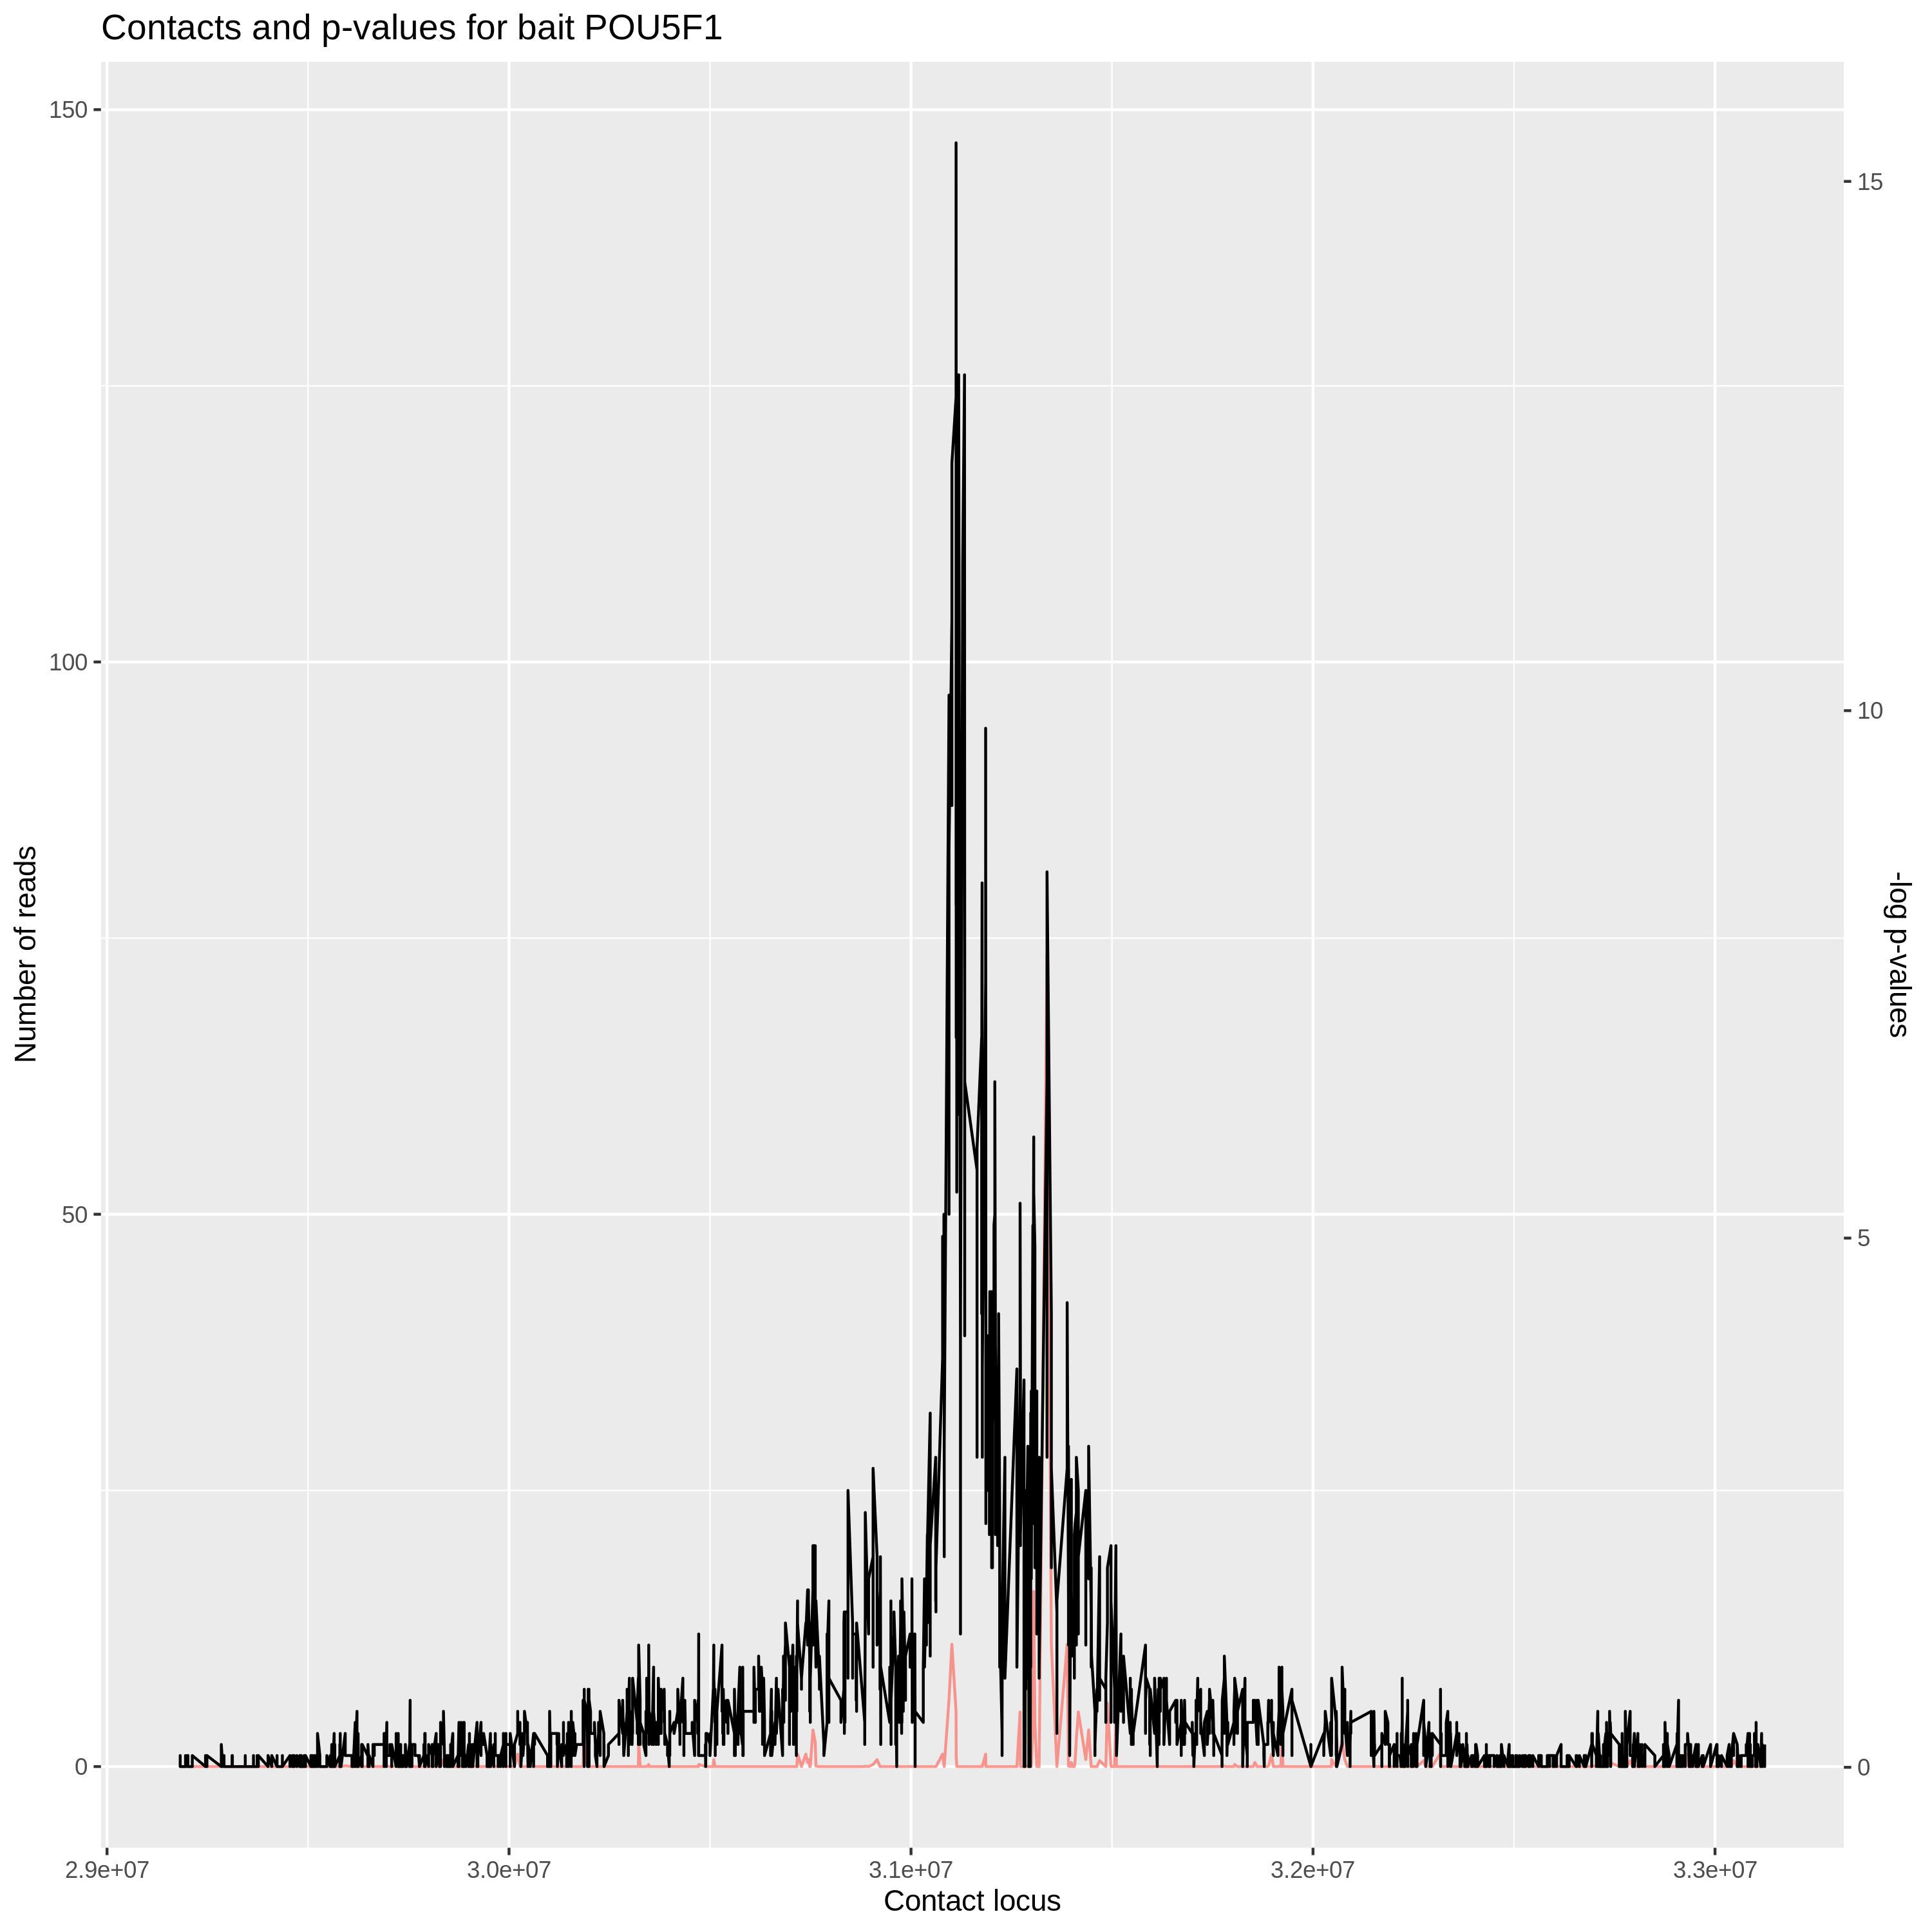 Contacts and p-values for bait POU5F1
150
100
50
0
15
10
5
0
Number of reads
-log p-values
2.9e+07 3.0e+07 3.1e+07 3.2e+07 3.3e+07
Contact locus